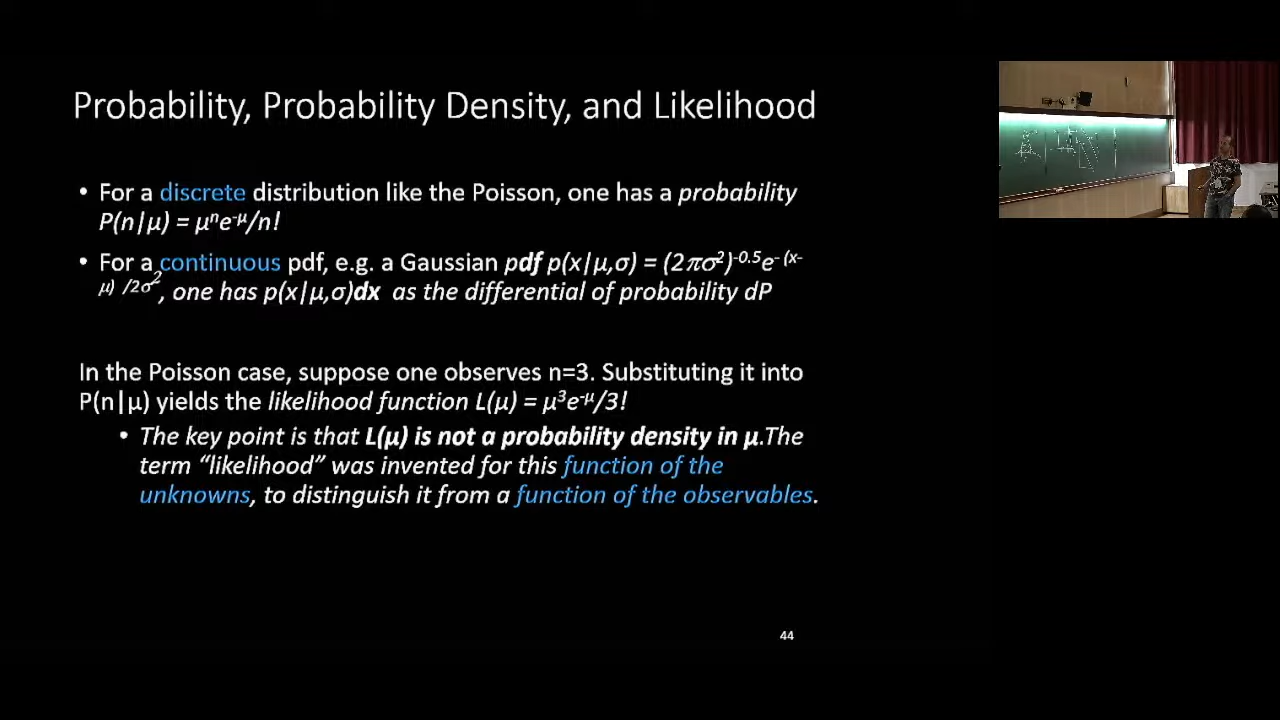 Probability, Probability Density, and Likelihood
• For a discrete distribution like the Poisson, one has a probability
P(n|μ) = μⁿe⁻μ/n!
• For a continuous pdf, e.g. a Gaussian pdf p(x|μ,σ) = (2πσ²)⁻⁰·⁵e⁻ (x-
μ) /2σ², one has p(x|μ,σ)dx as the differential of probability dP
In the Poisson case, suppose one observes n=3. Substituting it into
P(n|μ) yields the likelihood function L(μ) = μ³e⁻μ/3!
• The key point is that L(μ) is not a probability density in μ.The
term “likelihood” was invented for this function of the
unknowns, to distinguish it from a function of the observables.
44